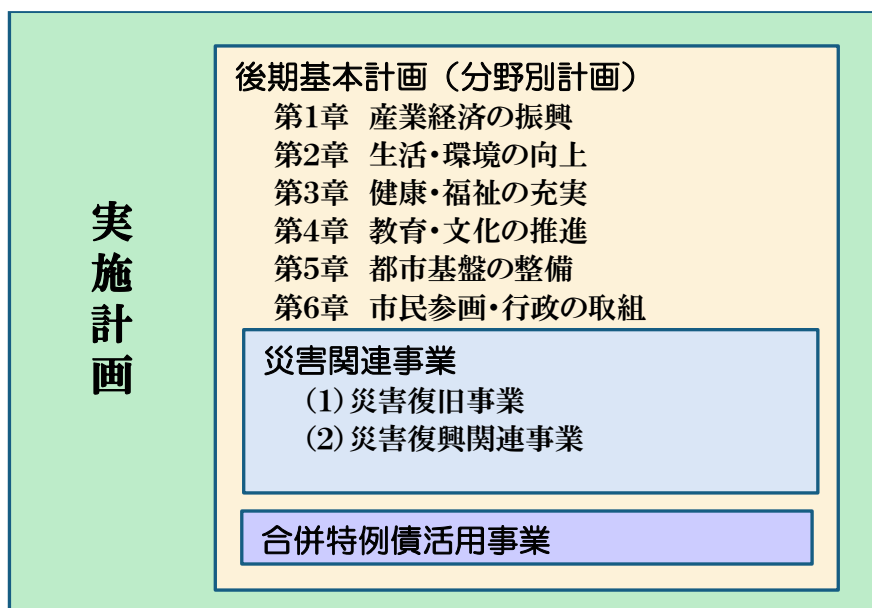 実施計画
後期基本計画（分野別計画）
第1章 産業経済の振興
第2章 生活・環境の向上
第3章 健康・福祉の充実
第4章 教育・文化の推進
第5章 都市基盤の整備
第6章 市民参画・行政の取組
災害関連事業
（1）災害復旧事業
（2）災害復興関連事業
合併特例債活用事業